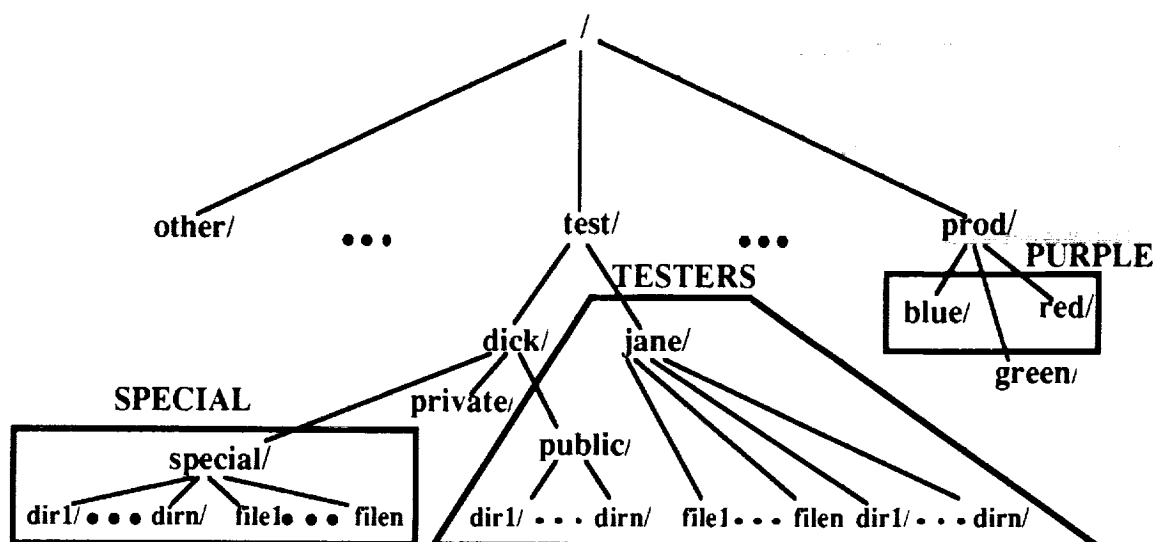 /
other/ ••• test/ ••• prod/
TESTERS PURPLE
blue/ red/
dick/ jane/
green/
SPECIAL private/
special/ public/
dir1/ ••• dirn/ file1 ••• filen dir1/ ••• dirn/ file1 ••• filen dir1/ ••• dirn/